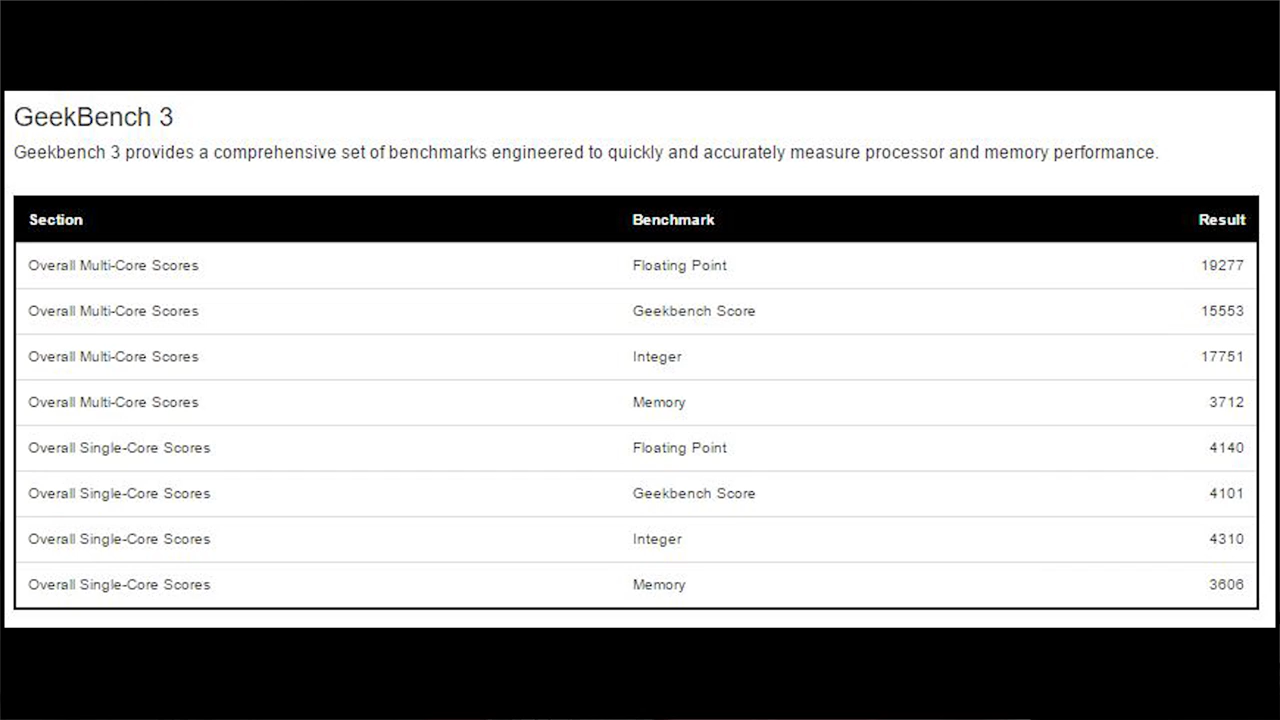 GeekBench 3
Geekbench 3 provides a comprehensive set of benchmarks engineered to quickly and accurately measure processor and memory performance.
Section Benchmark Result
Overall Multi-Core Scores Floating Point 19277
Overall Multi-Core Scores Geekbench Score 15553
Overall Multi-Core Scores Integer 17751
Overall Multi-Core Scores Memory 3712
Overall Single-Core Scores Floating Point 4140
Overall Single-Core Scores Geekbench Score 4101
Overall Single-Core Scores Integer 4310
Overall Single-Core Scores Memory 3606